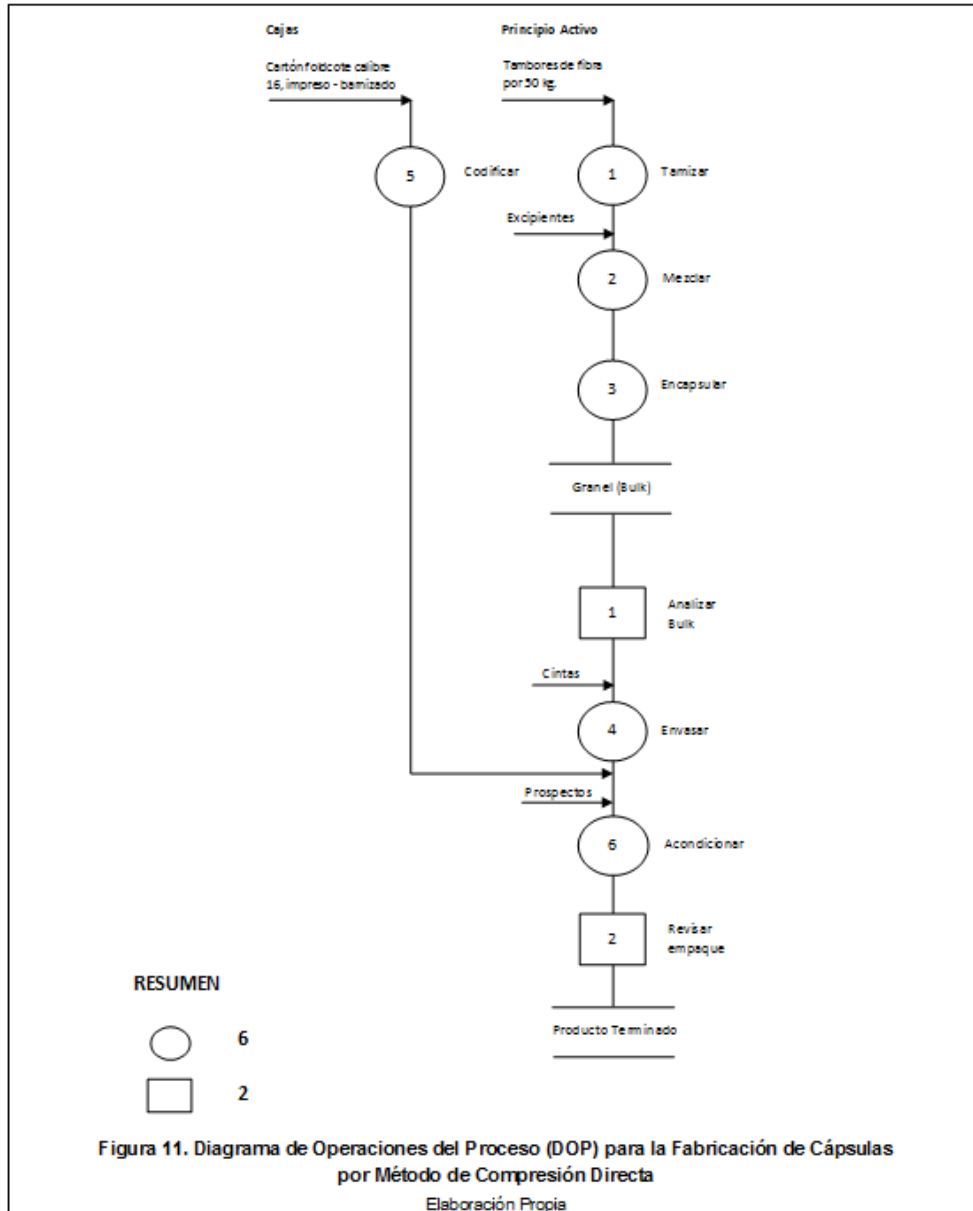 Cajas
Principio Activo
Cartón foldcote calibre
16, impreso - barnizado
Tambores de fibra
por 50 kg.
5
Codificar
1
Tamizar
Excipientes
2
Mezclar
3
Encapsular
Granel (Bulk)
1
Analizar
Bulk
Cintas
4
Envasar
Prospectos
6
Acondicionar
2
Revisar
empaque
RESUMEN
Producto Terminado
6
2
Figura 11. Diagrama de Operaciones del Proceso (DOP) para la Fabricación de Cápsulas
por Método de Compresión Directa
Elaboración Propia